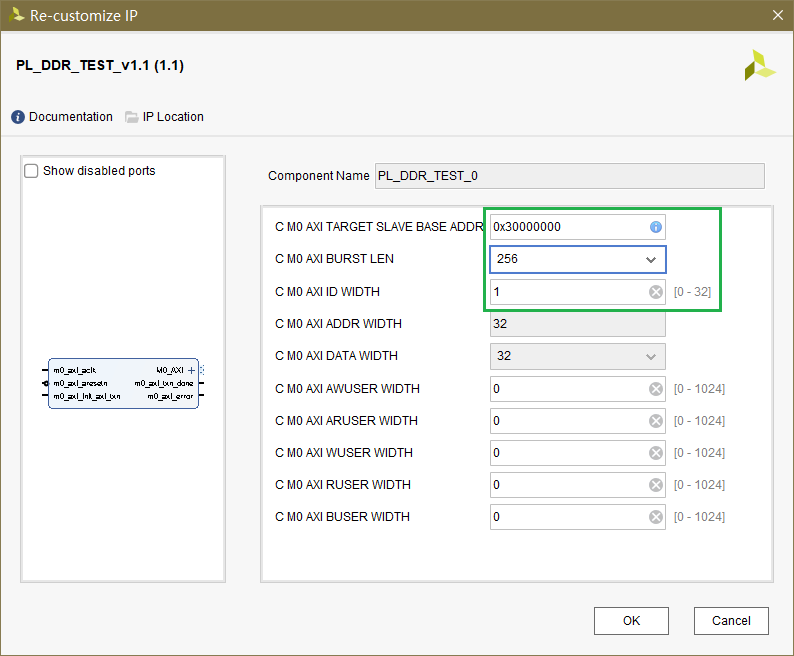 Re-customize IP
PL_DDR_TEST_v1.1 (1.1)
Documentation IP Location
Show disabled ports
m0_axi_aclk M0_AXI
m0_axi_aresetn m0_axi_txn_done
m0_axi_init_axi_txn m0_axi_error
Component Name PL_DDR_TEST_0
C M0 AXI TARGET SLAVE BASE ADDR 0x30000000
C M0 AXI BURST LEN 256
C M0 AXI ID WIDTH 1 [0 - 32]
C M0 AXI ADDR WIDTH 32
C M0 AXI DATA WIDTH 32
C M0 AXI AWUSER WIDTH 0 [0 - 1024]
C M0 AXI ARUSER WIDTH 0 [0 - 1024]
C M0 AXI WUSER WIDTH 0 [0 - 1024]
C M0 AXI RUSER WIDTH 0 [0 - 1024]
C M0 AXI BUSER WIDTH 0 [0 - 1024]
OK Cancel